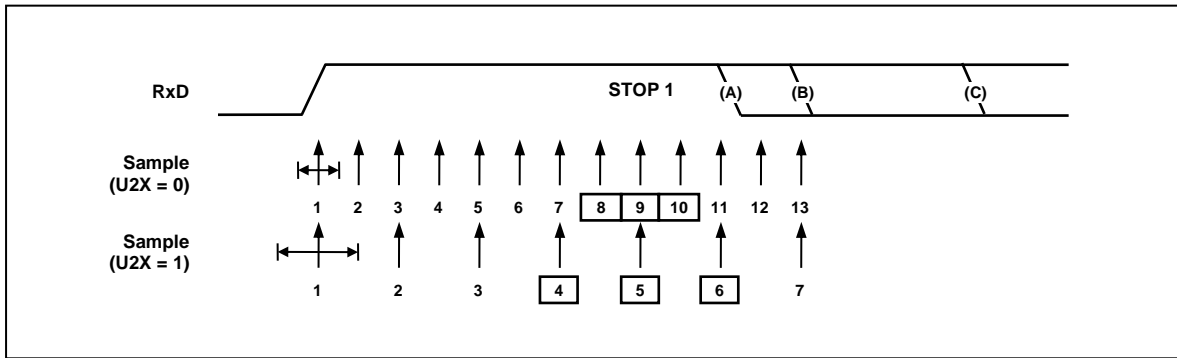 RxD STOP 1 (A) (B) (C)
Sample
(U2X = 0)
1 2 3 4 5 6 7 8 9 10 11 12 13
Sample
(U2X = 1)
1 2 3 4 5 6 7